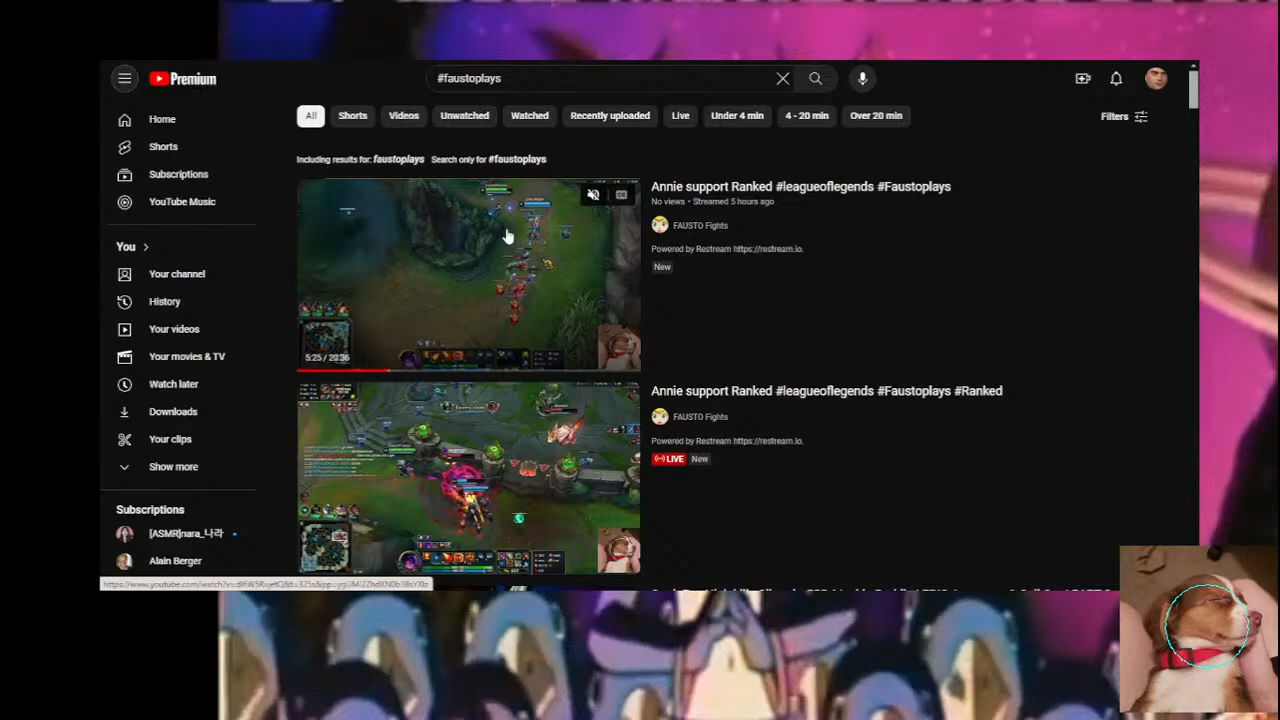 Premium
#faustoplays
All
Shorts
Videos
Unwatched
Watched
Recently uploaded
Live
Under 4 min
4 - 20 min
Over 20 min
Filters
Home
Shorts
Subscriptions
YouTube Music
You
Your channel
History
Your videos
Your movies & TV
Watch later
Downloads
Your clips
Show more
Subscriptions
[ASMR]nara_나라
Alain Berger
Including results for: faustoplays Search only for #faustoplays
CC
5:25 / 20:36
Annie support Ranked #leagueoflegends #Faustoplays
No views • Streamed 5 hours ago
FAUSTO Fights
Powered by Restream https://restream.io.
New
Annie support Ranked #leagueoflegends #Faustoplays #Ranked
FAUSTO Fights
Powered by Restream https://restream.io.
LIVE New